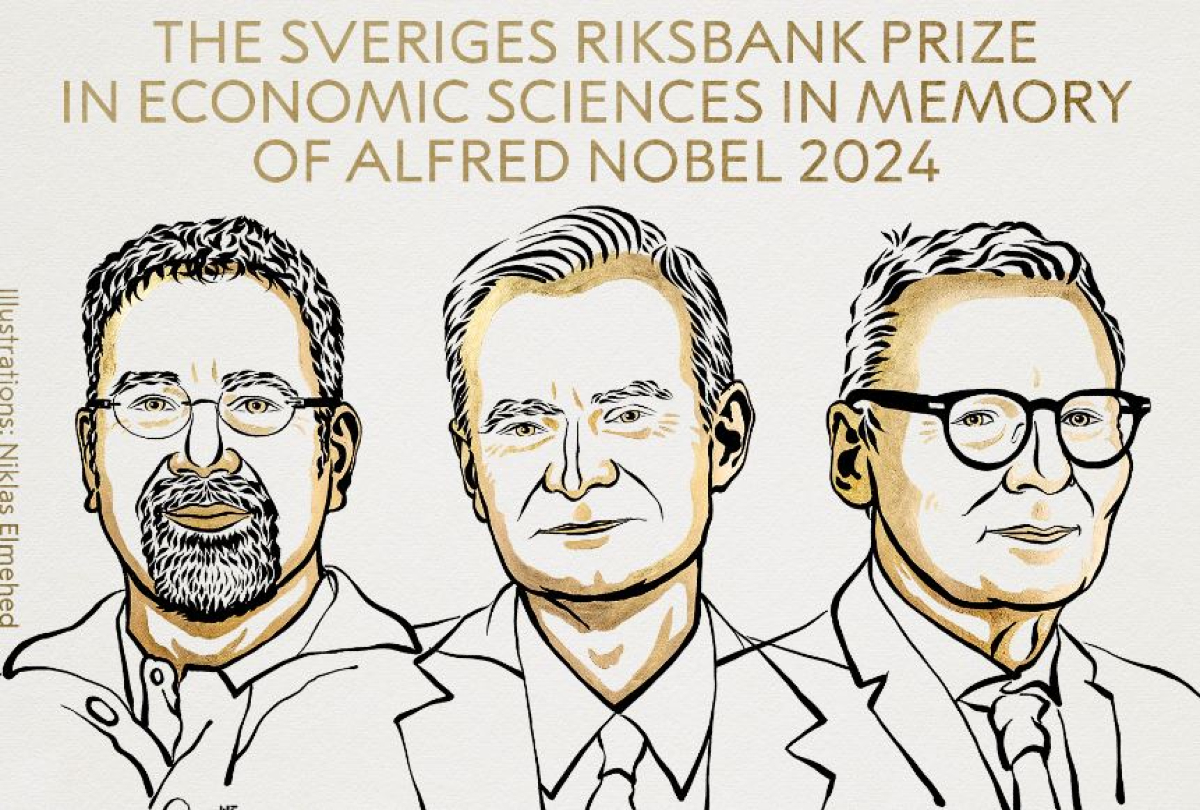 THE SVERIGES RIKSBANK PRIZE
IN ECONOMIC SCIENCES IN MEMORY
OF ALFRED NOBEL 2024
Illustrations: Niklas Elmehed